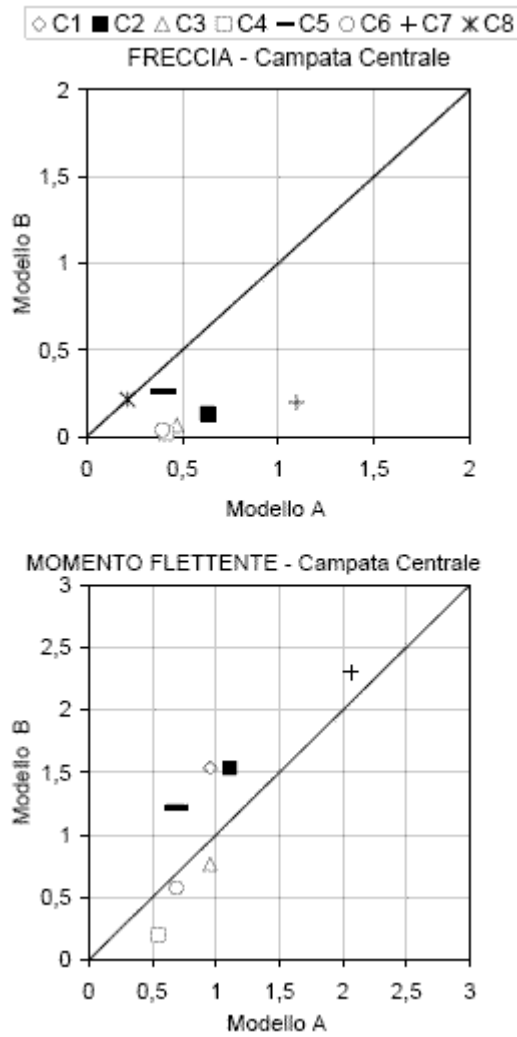 C1 C2 C3 C4 C5 C6 C7 C8
FRECCIA - Campata Centrale
2
1,5
1
0,5
0
Modello B
0 0,5 1 1,5 2
Modello A
MOMENTO FLETTENTE - Campata Centrale
3
2,5
2
1,5
1
0,5
0
Modello B
0 0,5 1 1,5 2 2,5 3
Modello A